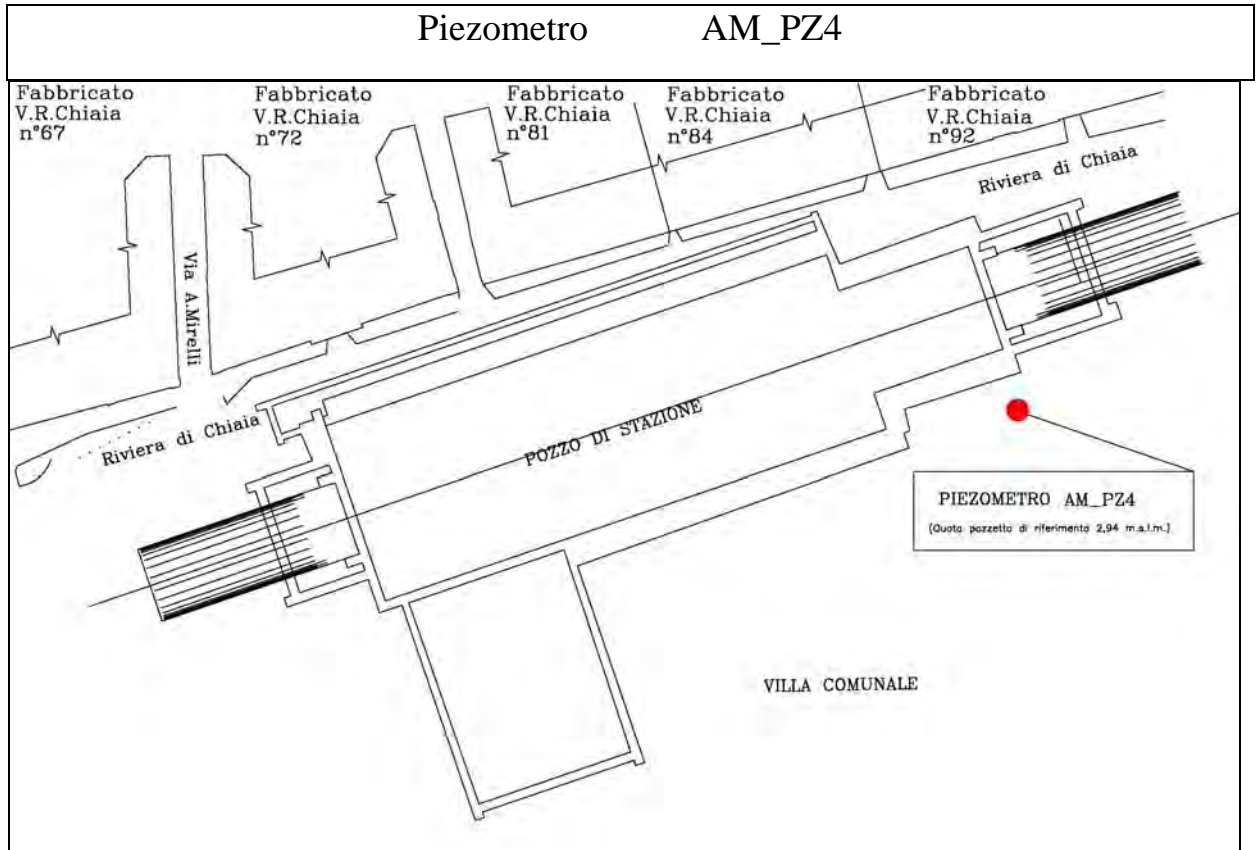 Piezometro AM_PZ4
Fabbricato
V.R.Chiaia
n°67
Fabbricato
V.R.Chiaia
n°72
Fabbricato
V.R.Chiaia
n°81
Fabbricato
V.R.Chiaia
n°84
Fabbricato
V.R.Chiaia
n°92
Riviera di Chiaia
Via A.Mirelli
Riviera di Chiaia
POZZO DI STAZIONE
PIEZOMETRO AM_PZ4
(Quota pozzetto di riferimento 2,94 m.s.l.m.)
VILLA COMUNALE